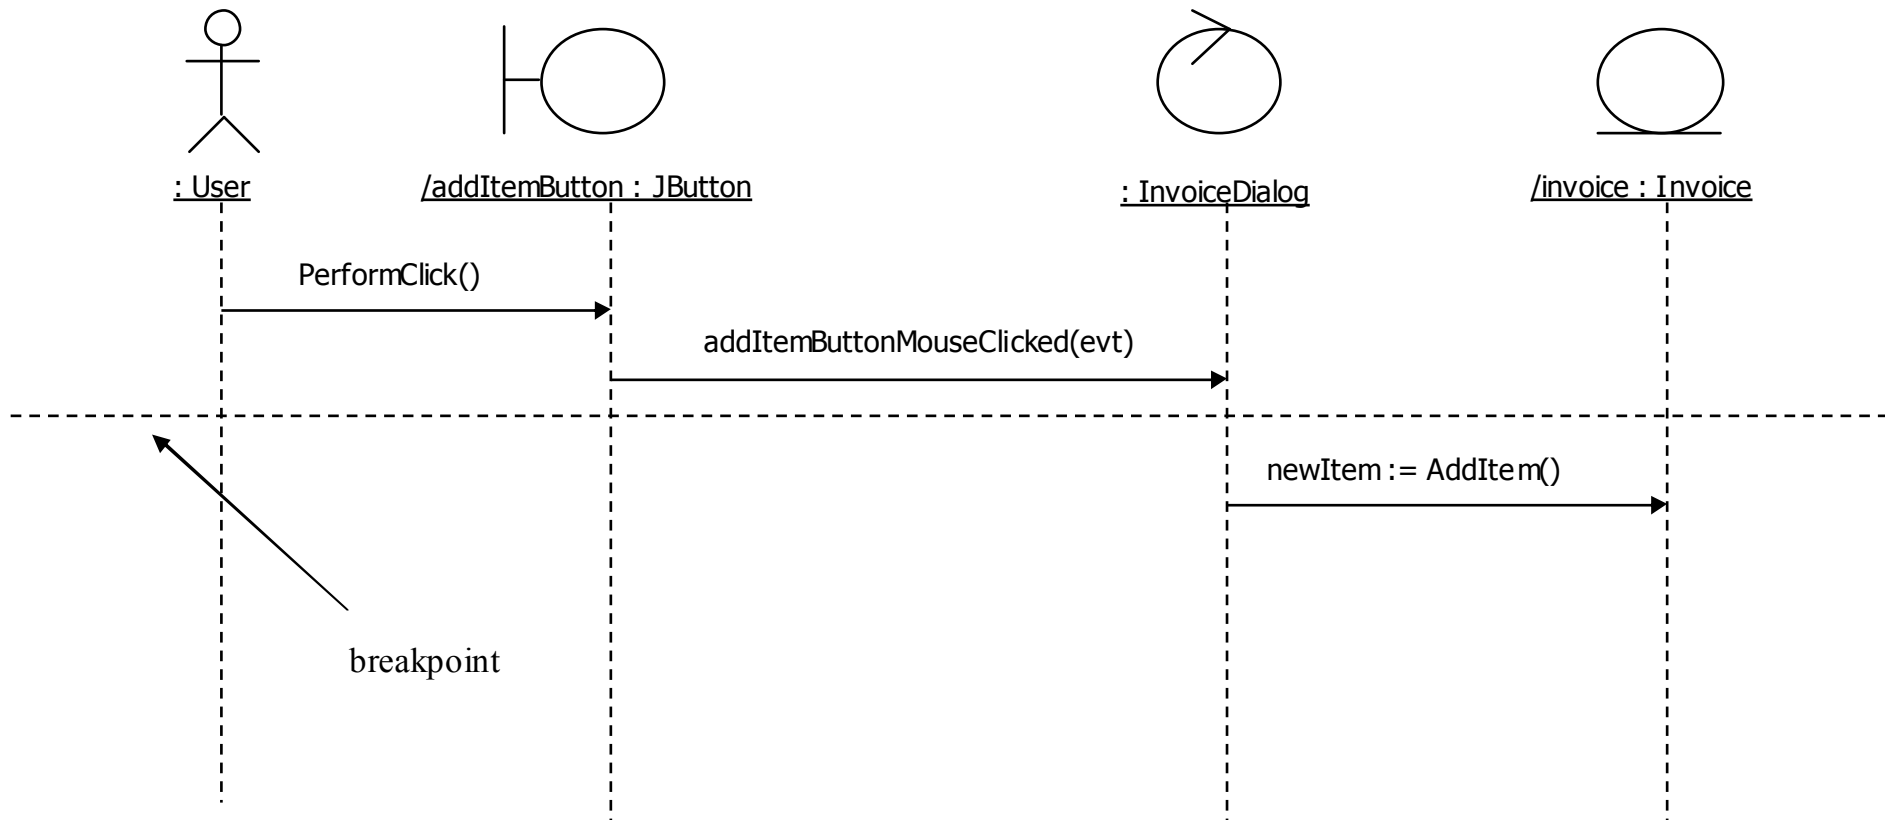 : User
/addItemButton : JButton
: InvoiceDialog
/invoice : Invoice
PerformClick()
addItemButtonMouseClicked(evt)
newItem := AddItem()
breakpoint